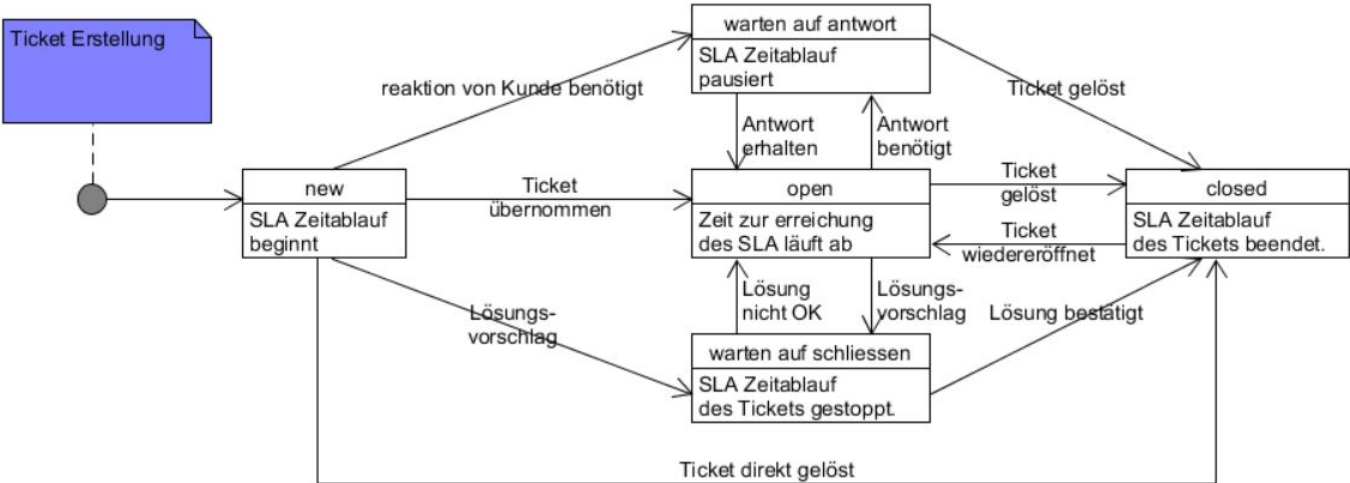 Ticket Erstellung
warten auf antwort
SLA Zeitablauf
pausiert
reaktion von Kunde benötigt
Ticket gelöst
Antwort
erhalten
Antwort
benötigt
new
SLA Zeitablauf
beginnt
Ticket
übernommen
open
Zeit zur erreichung
des SLA läuft ab
Ticket
gelöst
Ticket
wiedereröffnet
closed
SLA Zeitablauf
des Tickets beendet.
Lösungs-
vorschlag
Lösung
nicht OK
Lösungs-
vorschlag
Lösung bestätigt
warten auf schliessen
SLA Zeitablauf
des Tickets gestoppt.
Ticket direkt gelöst